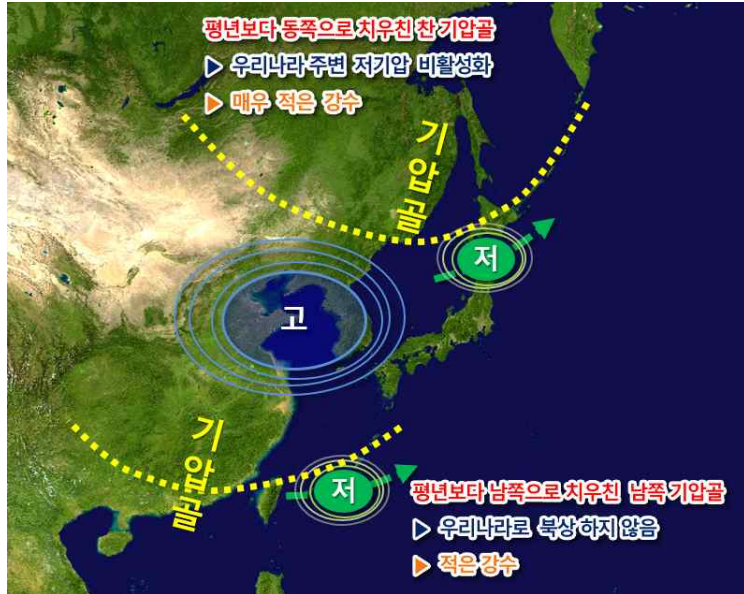 평년보다 동쪽으로 치우친 찬 기압골
▶ 우리나라 주변 저기압 비활성화
▶ 매우 적은 강수
기압골
저
고
기압골
저
평년보다 남쪽으로 치우친 남쪽 기압골
▶ 우리나라로 북상 하지 않음
▶ 적은 강수